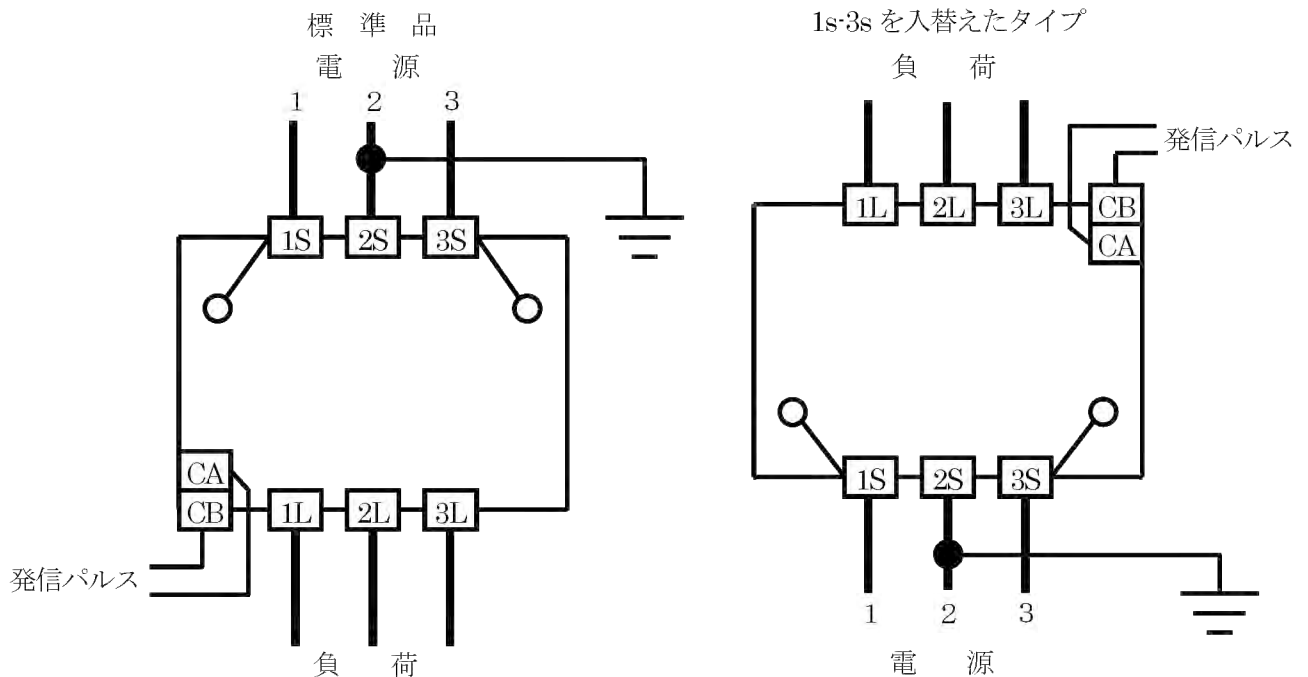 標 準 品
電 源
1 2 3
1S 2S 3S
CA
CB 1L 2L 3L
発信パルス
負 荷
1s-3s を入替えたタイプ
負 荷
発信パルス
1L 2L 3L CB
CA
1S 2S 3S
1 2 3
電 源